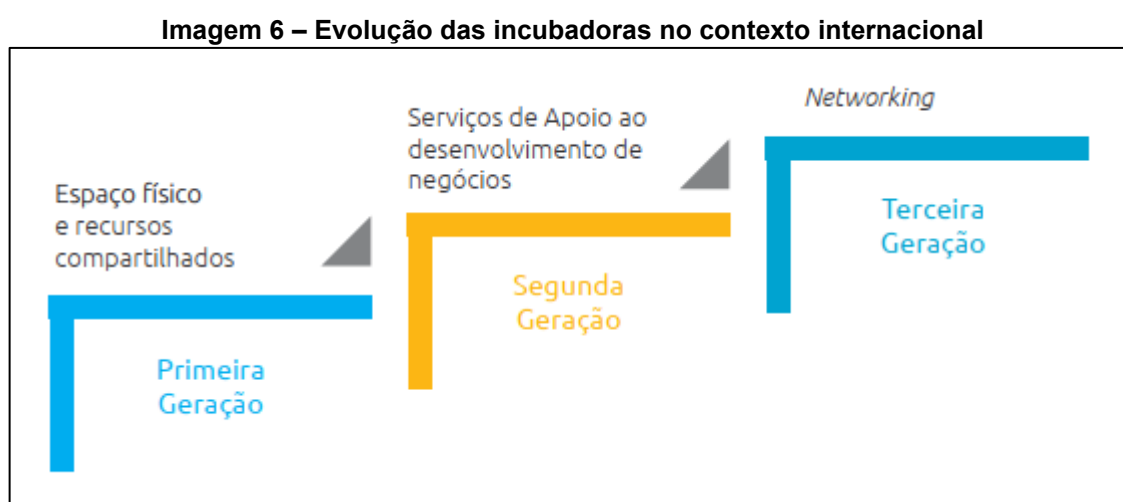 Imagem 6 – Evolução das incubadoras no contexto internacional
Espaço físico
e recursos
compartilhados
Primeira
Geração
Serviços de Apoio ao
desenvolvimento de
negócios
Segunda
Geração
Networking
Terceira
Geração